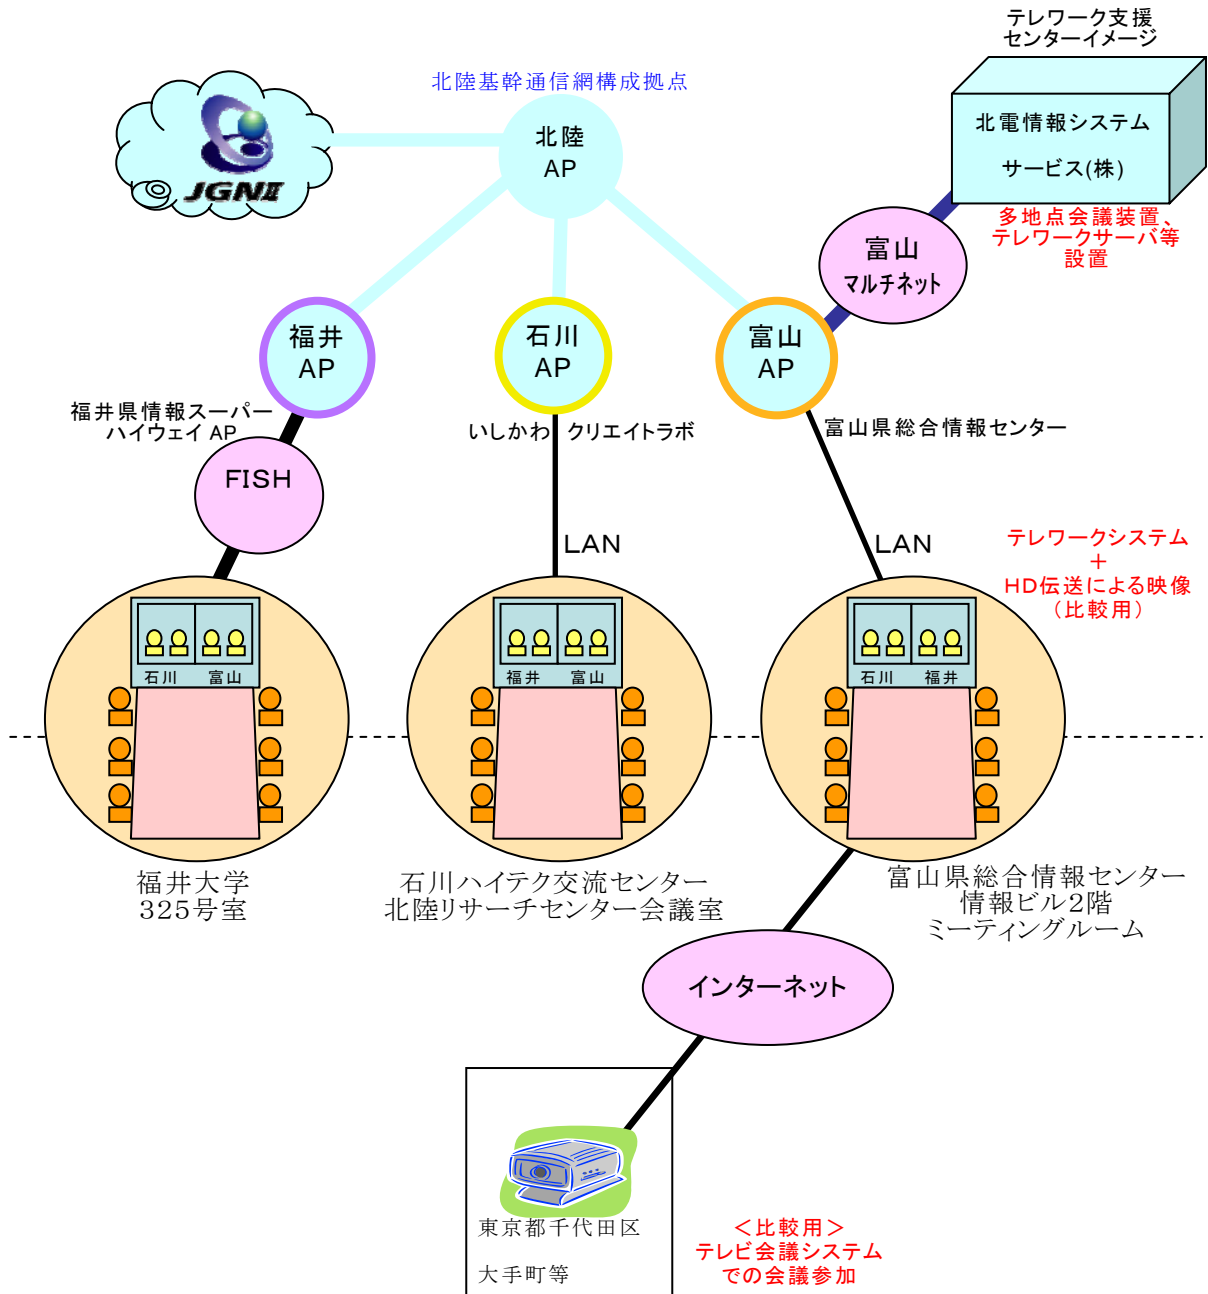 テレワーク支援
センターイメージ
北陸基幹通信網構成拠点
JGNⅡ
北陸
AP
北電情報システム
サービス(株)
多地点会議装置、
テレワークサーバ等
設置
富山
マルチネット
福井
AP
石川
AP
富山
AP
福井県情報スーパー
ハイウェイ AP
いしかわ クリエイトラボ
富山県総合情報センター
FISH
LAN
LAN
テレワークシステム
+
HD伝送による映像
(比較用)
石川 富山
福井 富山
石川 福井
福井大学
325号室
石川ハイテク交流センター
北陸リサーチセンター会議室
富山県総合情報センター
情報ビル2階
ミーティングルーム
インターネット
東京都千代田区
大手町等
<比較用>
テレビ会議システム
での会議参加